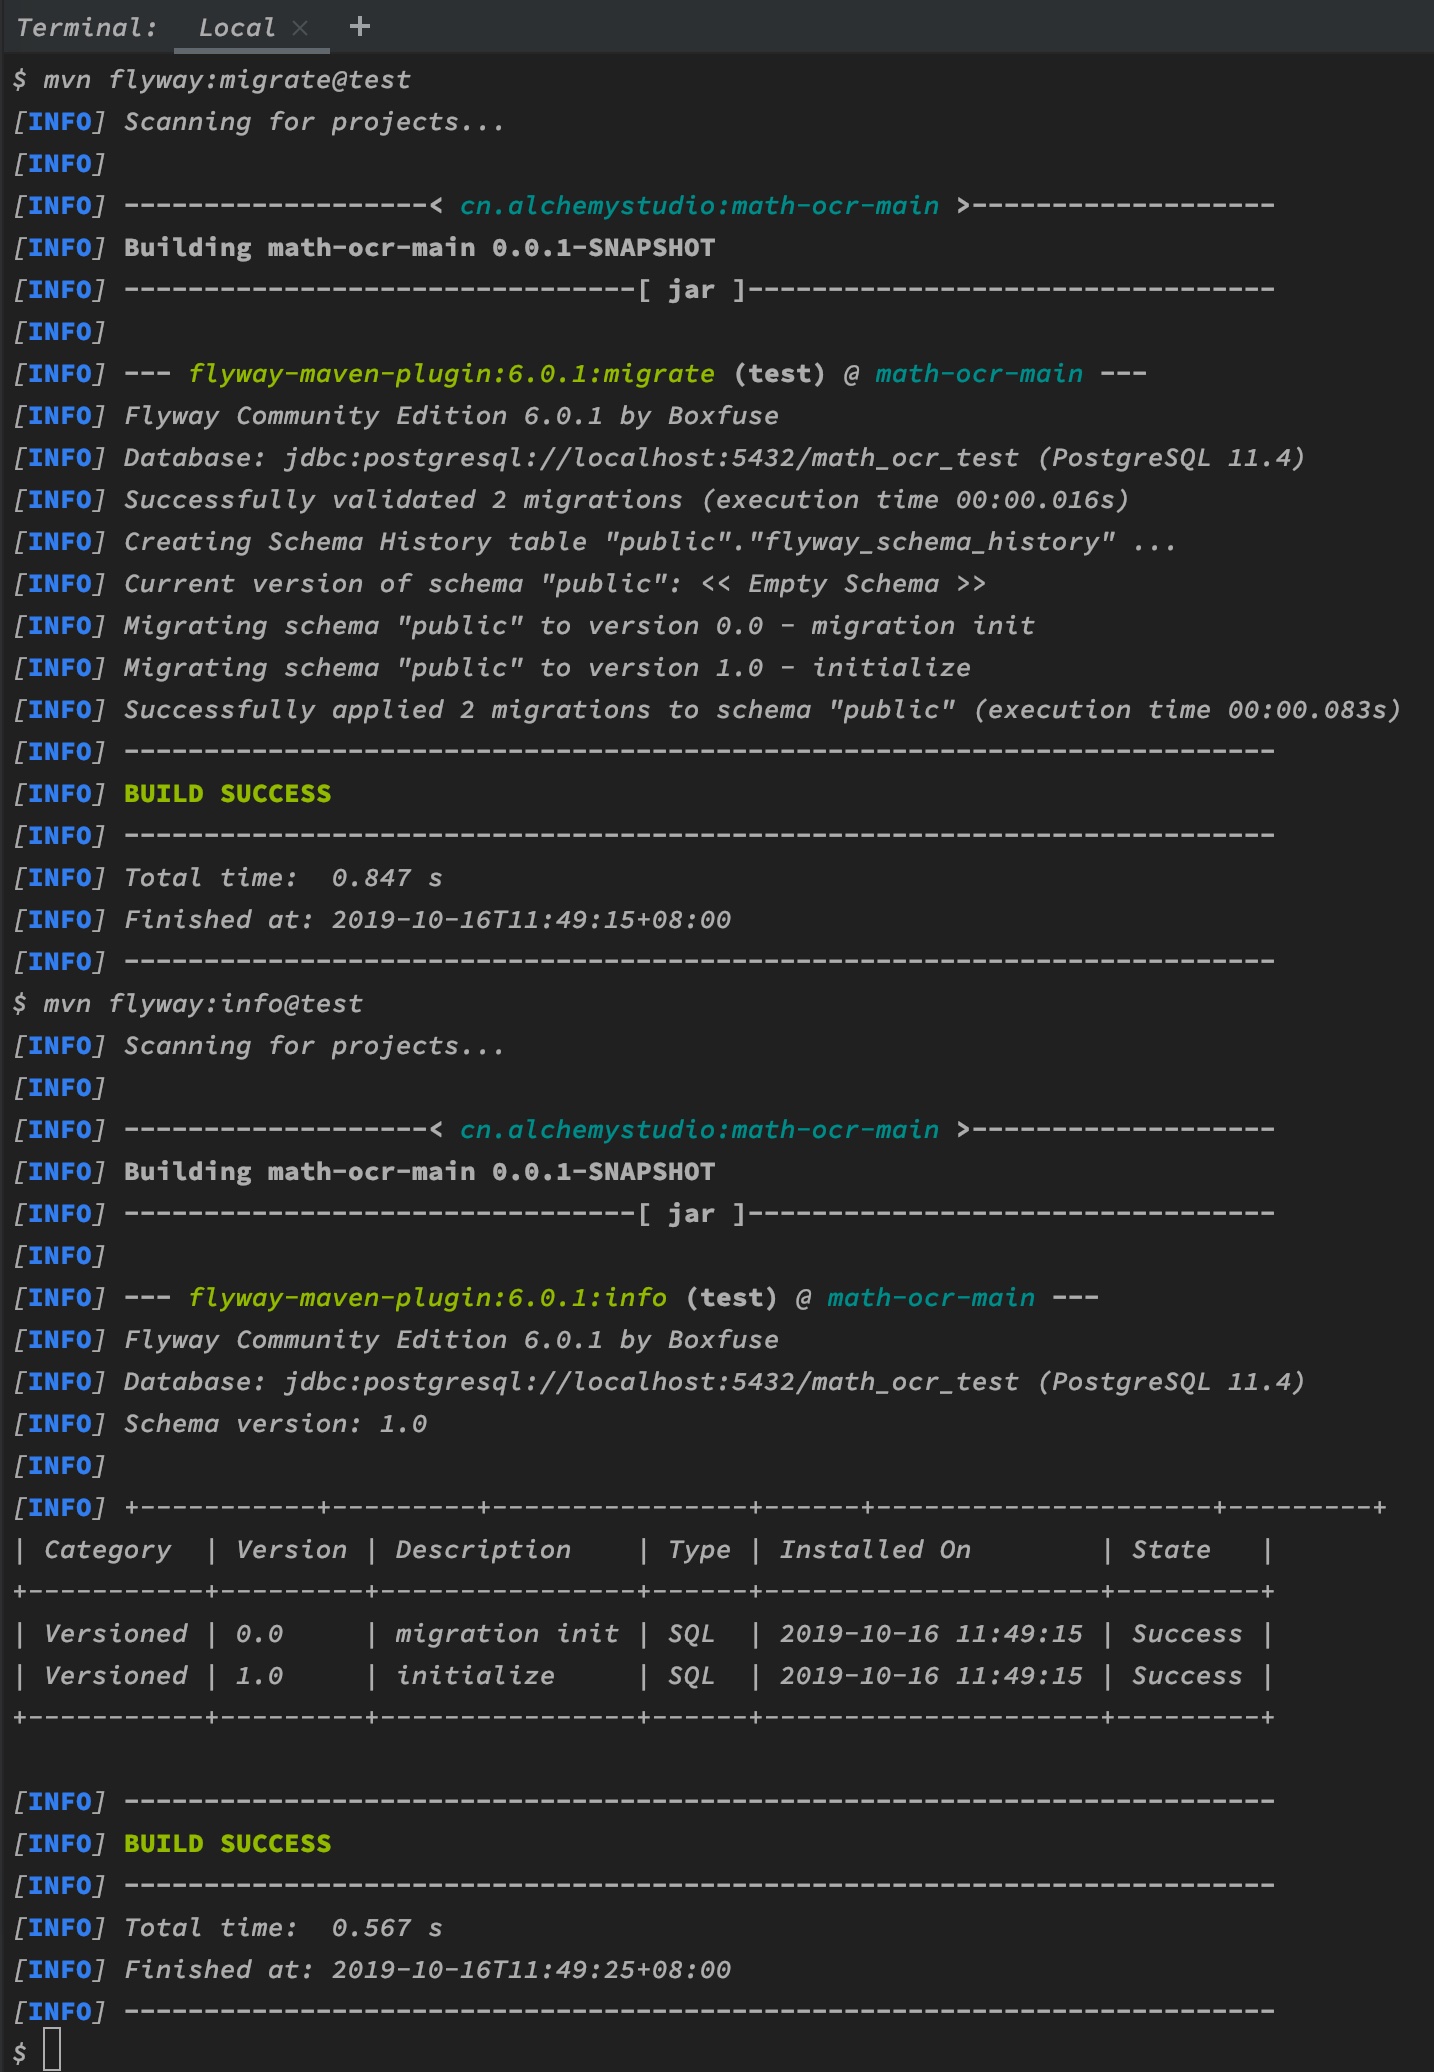 Terminal: Local × +
$ mvn flyway:migrate@test
[INFO] Scanning for projects...
[INFO]
[INFO] -------------------< cn.alchemystudio:math-ocr-main >-------------------
[INFO] Building math-ocr-main 0.0.1-SNAPSHOT
[INFO] --------------------------------[ jar ]---------------------------------
[INFO]
[INFO] --- flyway-maven-plugin:6.0.1:migrate (test) @ math-ocr-main ---
[INFO] Flyway Community Edition 6.0.1 by Boxfuse
[INFO] Database: jdbc:postgresql://localhost:5432/math_ocr_test (PostgreSQL 11.4)
[INFO] Successfully validated 2 migrations (execution time 00:00.016s)
[INFO] Creating Schema History table "public"."flyway_schema_history" ...
[INFO] Current version of schema "public": << Empty Schema >>
[INFO] Migrating schema "public" to version 0.0 - migration init
[INFO] Migrating schema "public" to version 1.0 - initialize
[INFO] Successfully applied 2 migrations to schema "public" (execution time 00:00.083s)
[INFO] ------------------------------------------------------------------------
[INFO] BUILD SUCCESS
[INFO] ------------------------------------------------------------------------
[INFO] Total time:  0.847 s
[INFO] Finished at: 2019-10-16T11:49:15+08:00
[INFO] ------------------------------------------------------------------------
$ mvn flyway:info@test
[INFO] Scanning for projects...
[INFO]
[INFO] -------------------< cn.alchemystudio:math-ocr-main >-------------------
[INFO] Building math-ocr-main 0.0.1-SNAPSHOT
[INFO] --------------------------------[ jar ]---------------------------------
[INFO]
[INFO] --- flyway-maven-plugin:6.0.1:info (test) @ math-ocr-main ---
[INFO] Flyway Community Edition 6.0.1 by Boxfuse
[INFO] Database: jdbc:postgresql://localhost:5432/math_ocr_test (PostgreSQL 11.4)
[INFO] Schema version: 1.0
[INFO]
[INFO] +-----------+---------+----------------+------+---------------------+---------+
| Category  | Version | Description    | Type | Installed On        | State   |
+-----------+---------+----------------+------+---------------------+---------+
| Versioned | 0.0     | migration init | SQL  | 2019-10-16 11:49:15 | Success |
| Versioned | 1.0     | initialize     | SQL  | 2019-10-16 11:49:15 | Success |
+-----------+---------+----------------+------+---------------------+---------+
[INFO] ------------------------------------------------------------------------
[INFO] BUILD SUCCESS
[INFO] ------------------------------------------------------------------------
[INFO] Total time:  0.567 s
[INFO] Finished at: 2019-10-16T11:49:25+08:00
[INFO] ------------------------------------------------------------------------
$